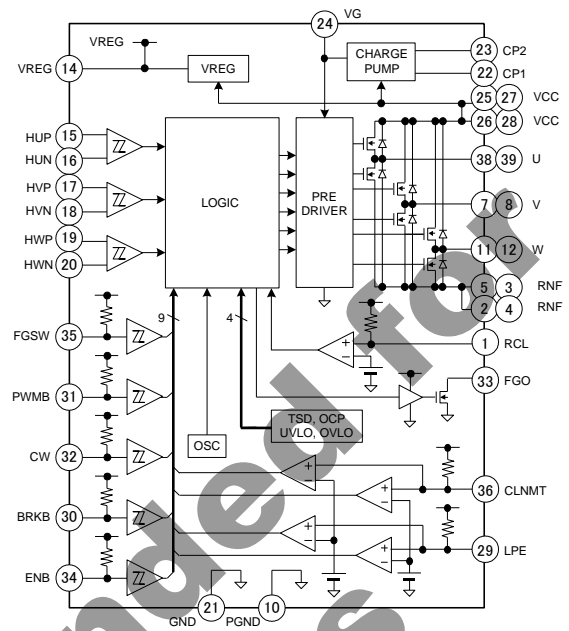 24 VG
VREG
23 CP2
VREG 14
VREG
CHARGE
PUMP
22 CP1
25 27 VCC
HUP 15
26 28 VCC
HUN 16
38 39 U
HVP 17
LOGIC
PRE
DRIVER
7 8 V
HVN 18
HWP 19
11 12 W
HWN 20
5 3 RNF
2 4 RNF
9
4
FGSW 35
1 RCL
+
−
33 FGO
PWMB 31
TSD, OCP
UVLO, OVLO
CW 32
OSC
+
−
+
−
36 CLNMT
BRKB 30
+
−
+
−
29 LPE
ENB 34
GND 21
PGND 10
nded for
s